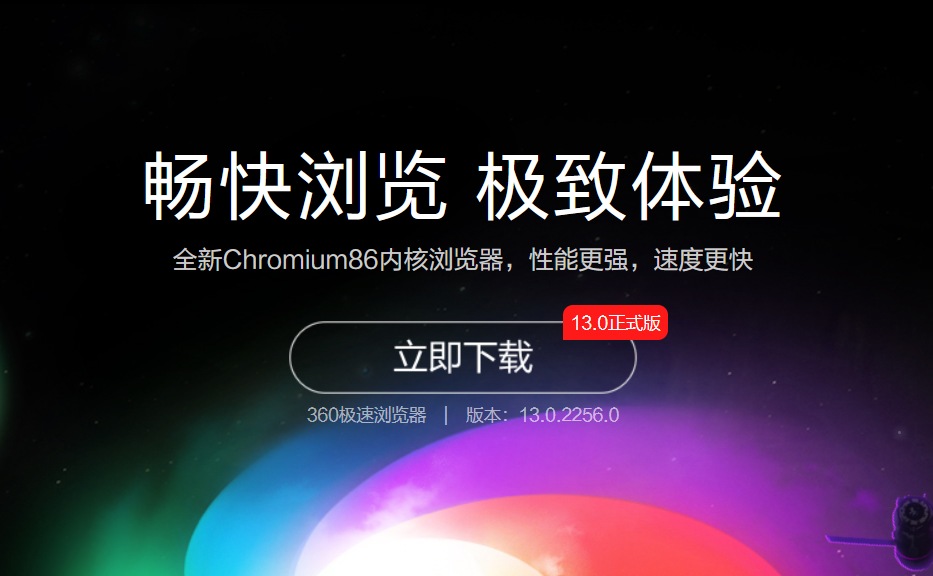 畅快浏览 极致体验
全新Chromium86内核浏览器，性能更强，速度更快
13.0正式版
立即下载
360极速浏览器 | 版本：13.0.2256.0